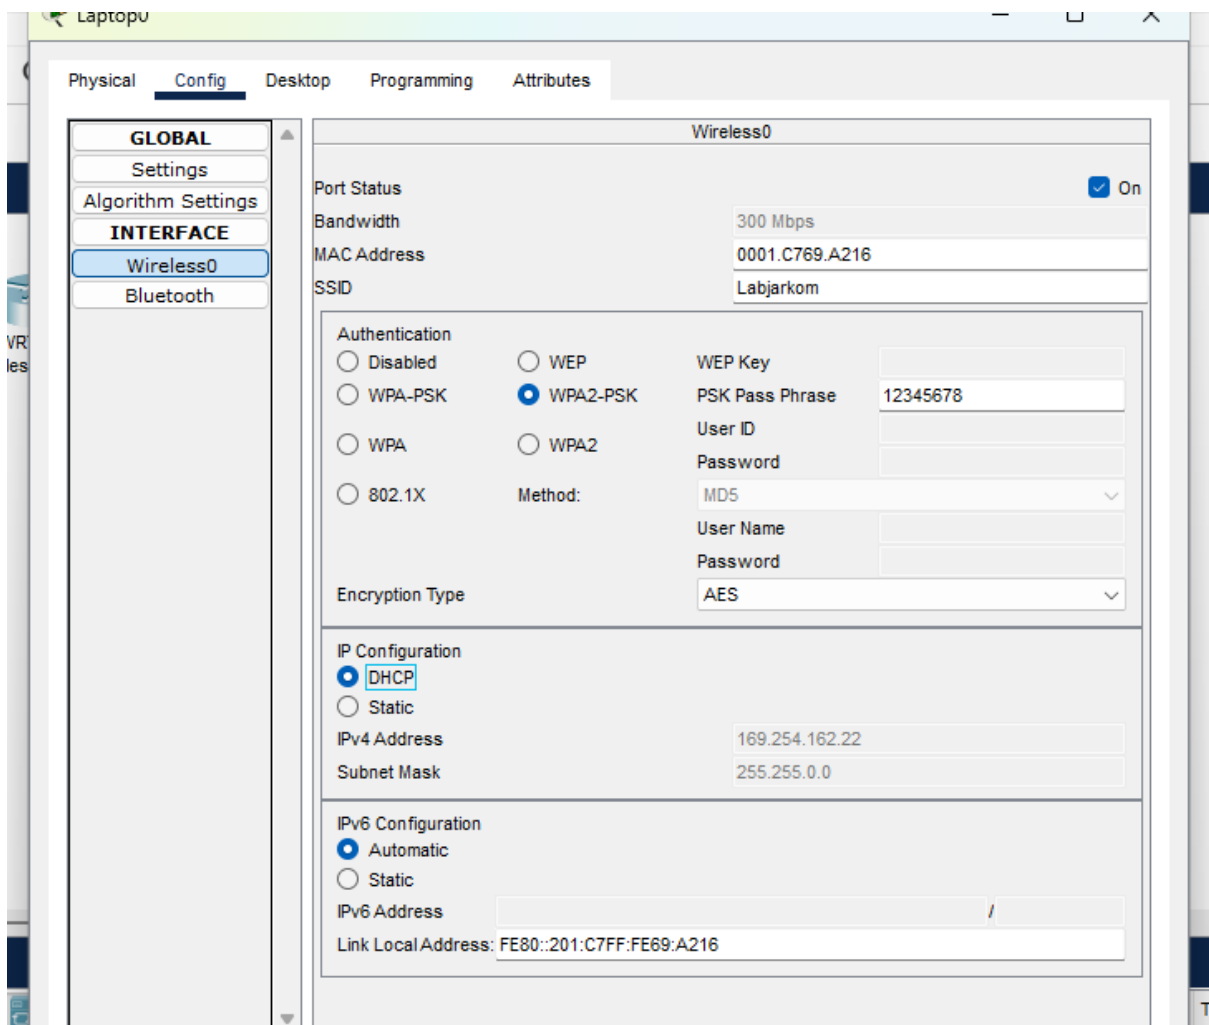 Laptop0
Physical Config Desktop Programming Attributes
GLOBAL
Settings
Algorithm Settings
INTERFACE
Wireless0
Bluetooth
Wireless0
Port Status On
Bandwidth 300 Mbps
MAC Address 0001.C769.A216
SSID Labjarkom
Authentication
Disabled WEP WEP Key
WPA-PSK WPA2-PSK PSK Pass Phrase 12345678
User ID
WPA WPA2
Password
802.1X Method: MD5
User Name
Password
Encryption Type AES
IP Configuration
DHCP
Static
IPv4 Address 169.254.162.22
Subnet Mask 255.255.0.0
IPv6 Configuration
Automatic
Static
IPv6 Address /
Link Local Address: FE80::201:C7FF:FE69:A216